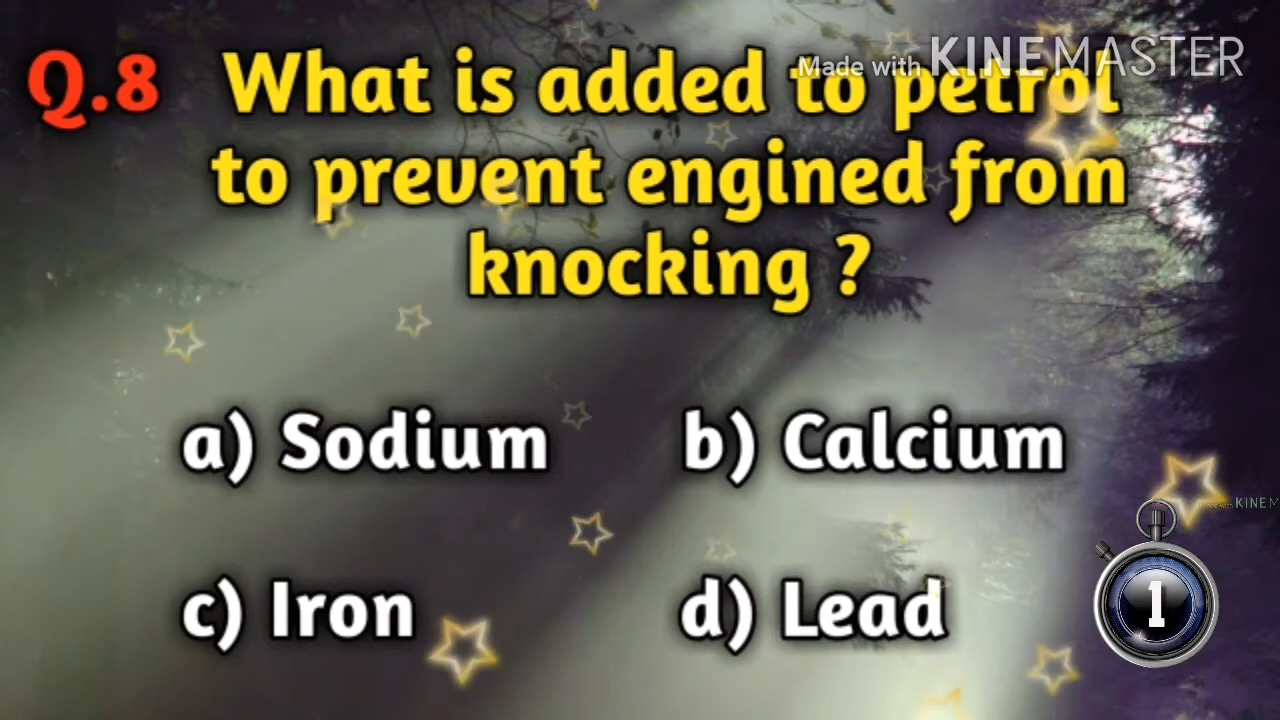 Made with KINEMASTER
Q.8 What is added to petrol
to prevent engined from
knocking ?
a) Sodium b) Calcium
KINEM
c) Iron d) Lead
1